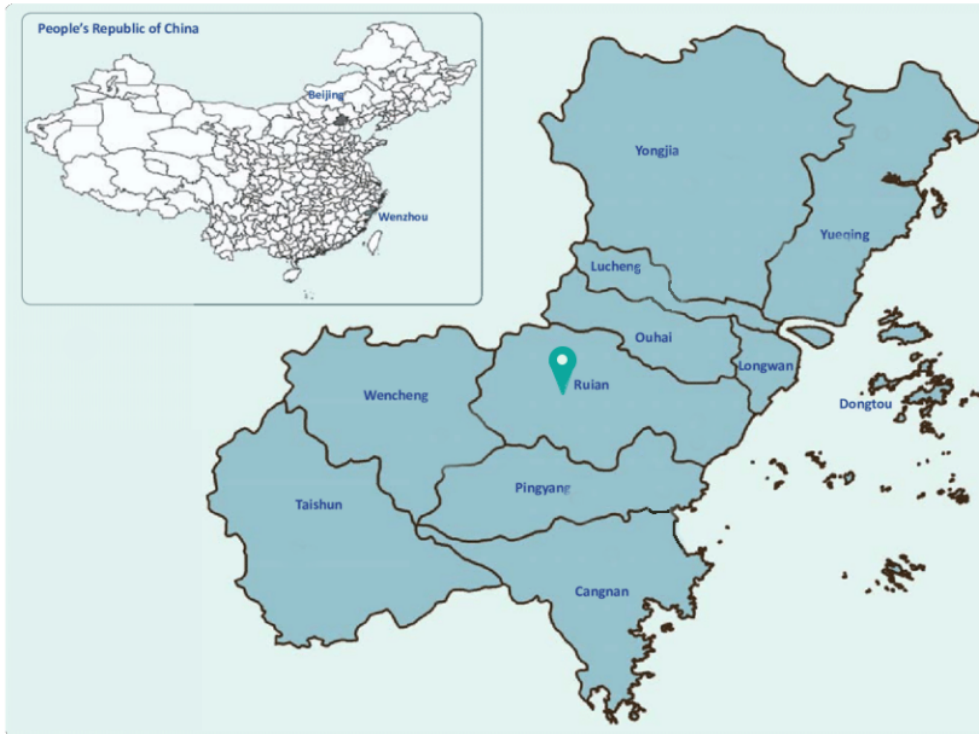 People's Republic of China
Beijing
Wenzhou
Yongjia
Yueqing
Lucheng
Ouhai
Longwan
Ruian
Wencheng
Dongtou
Pingyang
Taishun
Cangnan